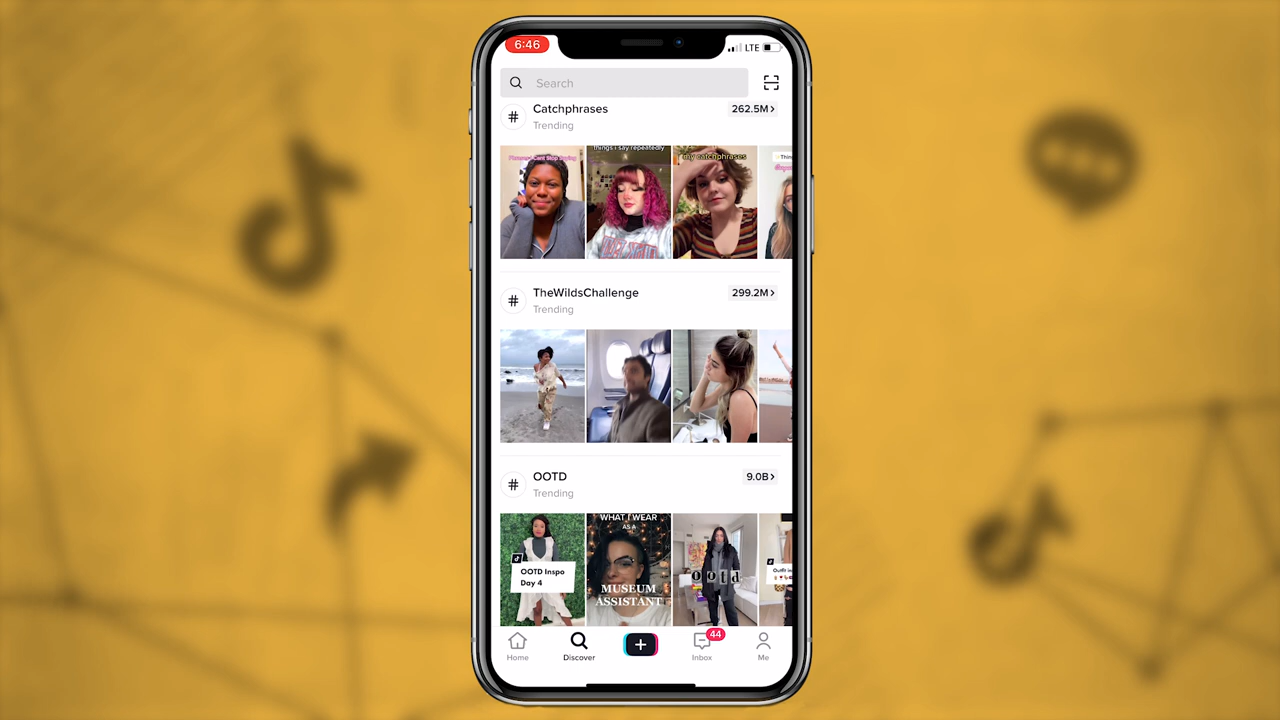 6:46
LTE
Search
# Catchphrases 262.5M>
Trending
things i say repeatedly
my catchphrases
# TheWildsChallenge 299.2M>
Trending
# OOTD 9.0B>
Trending
OOTD Inspo
Day 4
WHAT I WEAR
AS A
MUSEUM
ASSISTANT
ootd
44
Home
Discover
Inbox
Me